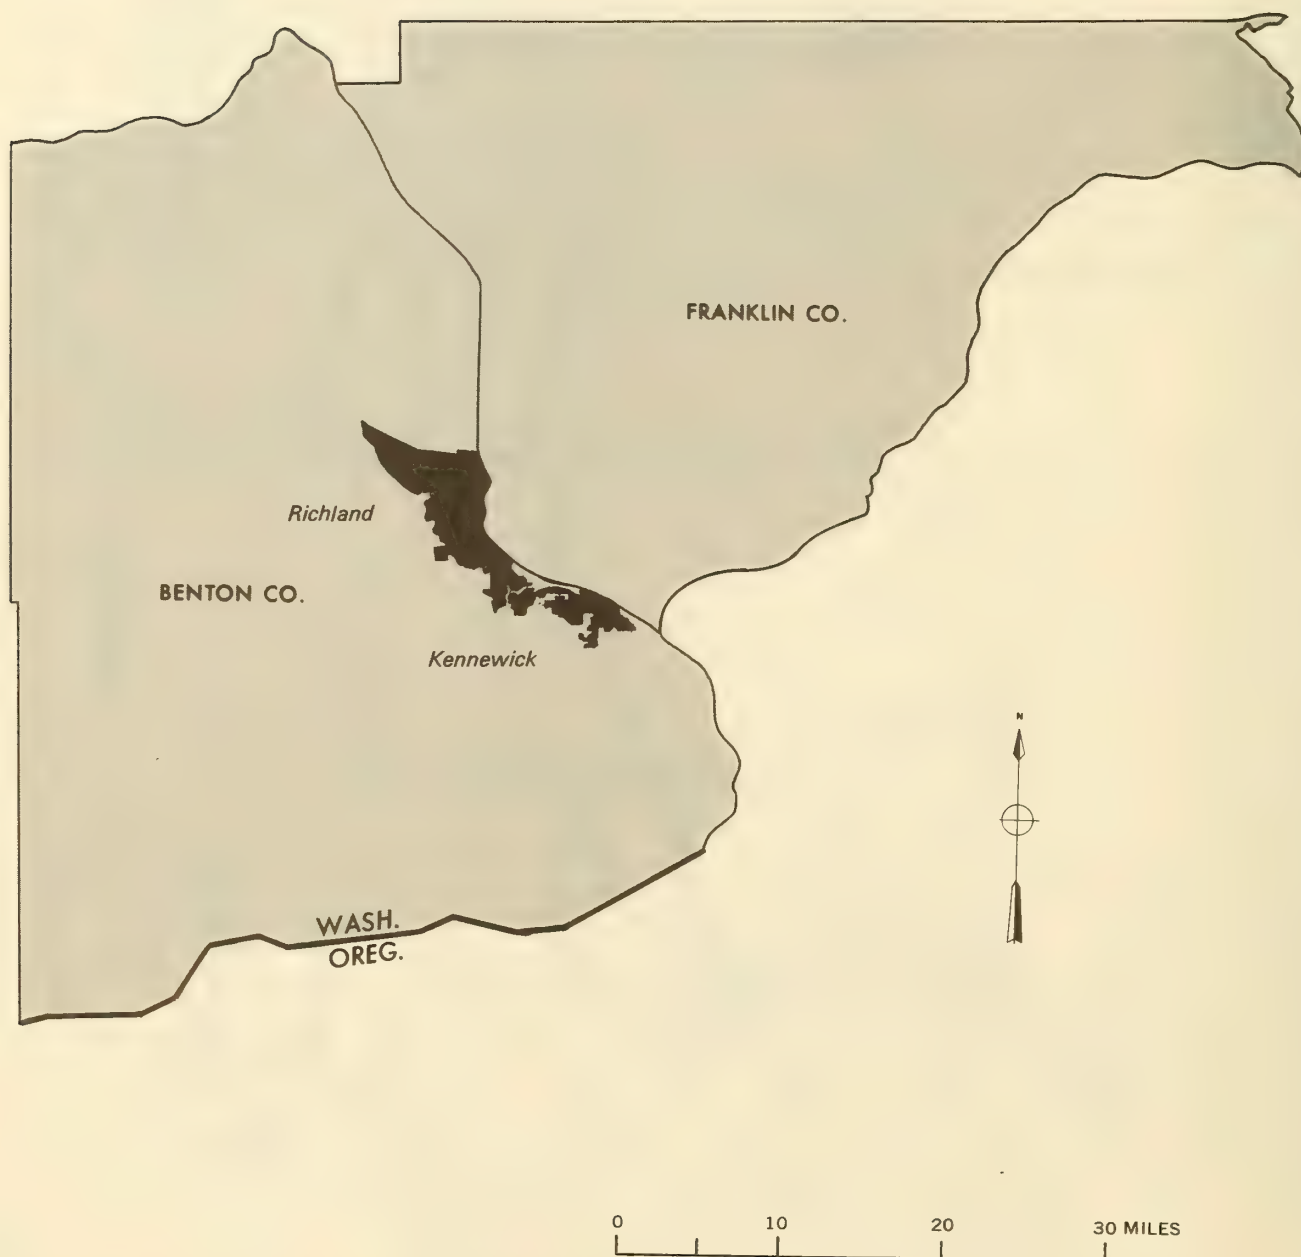 FRANKLIN CO.
Richland
BENTON CO.
Kennewick
N
WASH.
OREG.
0 10 20 30 MILES